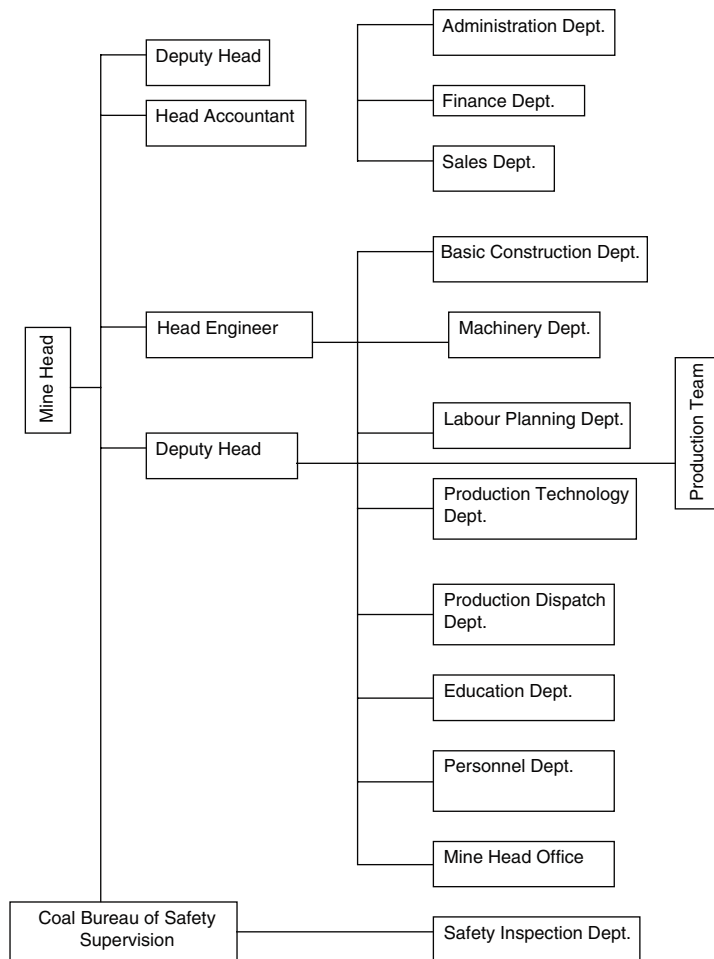 Administration Dept.
Deputy Head
Finance Dept.
Head Accountant
Sales Dept.
Basic Construction Dept.
Head Engineer
Machinery Dept.
Mine Head
Production Team
Labour Planning Dept.
Deputy Head
Production Technology
Dept.
Production Dispatch
Dept.
Education Dept.
Personnel Dept.
Mine Head Office
Coal Bureau of Safety
Supervision
Safety Inspection Dept.